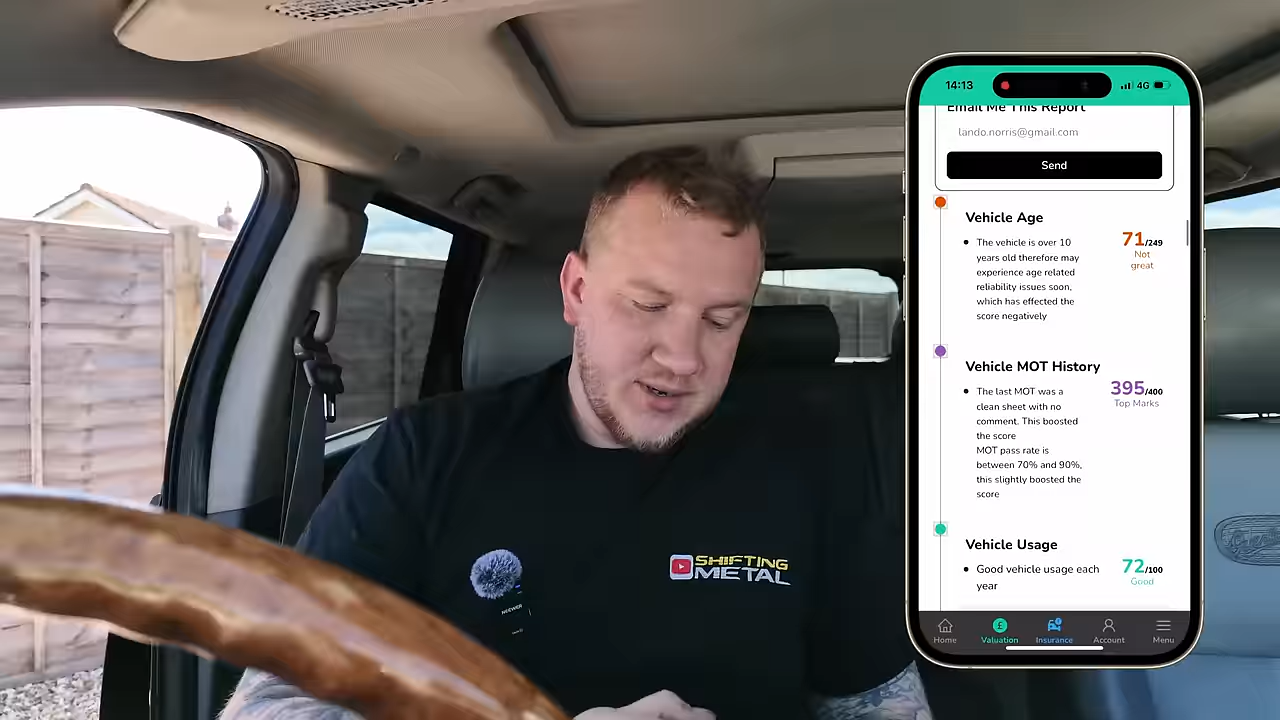 14:13
4G
Email Me This Report
lando.norris@gmail.com
Send
Vehicle Age
The vehicle is over 10
years old therefore may
experience age related
reliability issues soon,
which has effected the
score negatively
71/249
Not
great
Vehicle MOT History
The last MOT was a
clean sheet with no
comment. This boosted
the score
MOT pass rate is
between 70% and 90%,
this slightly boosted the
score
395/400
Top Marks
Vehicle Usage
Good vehicle usage each
year
72/100
Good
Home
Valuation
Insurance
Account
Menu
SHIFTING
METAL
NEEWER